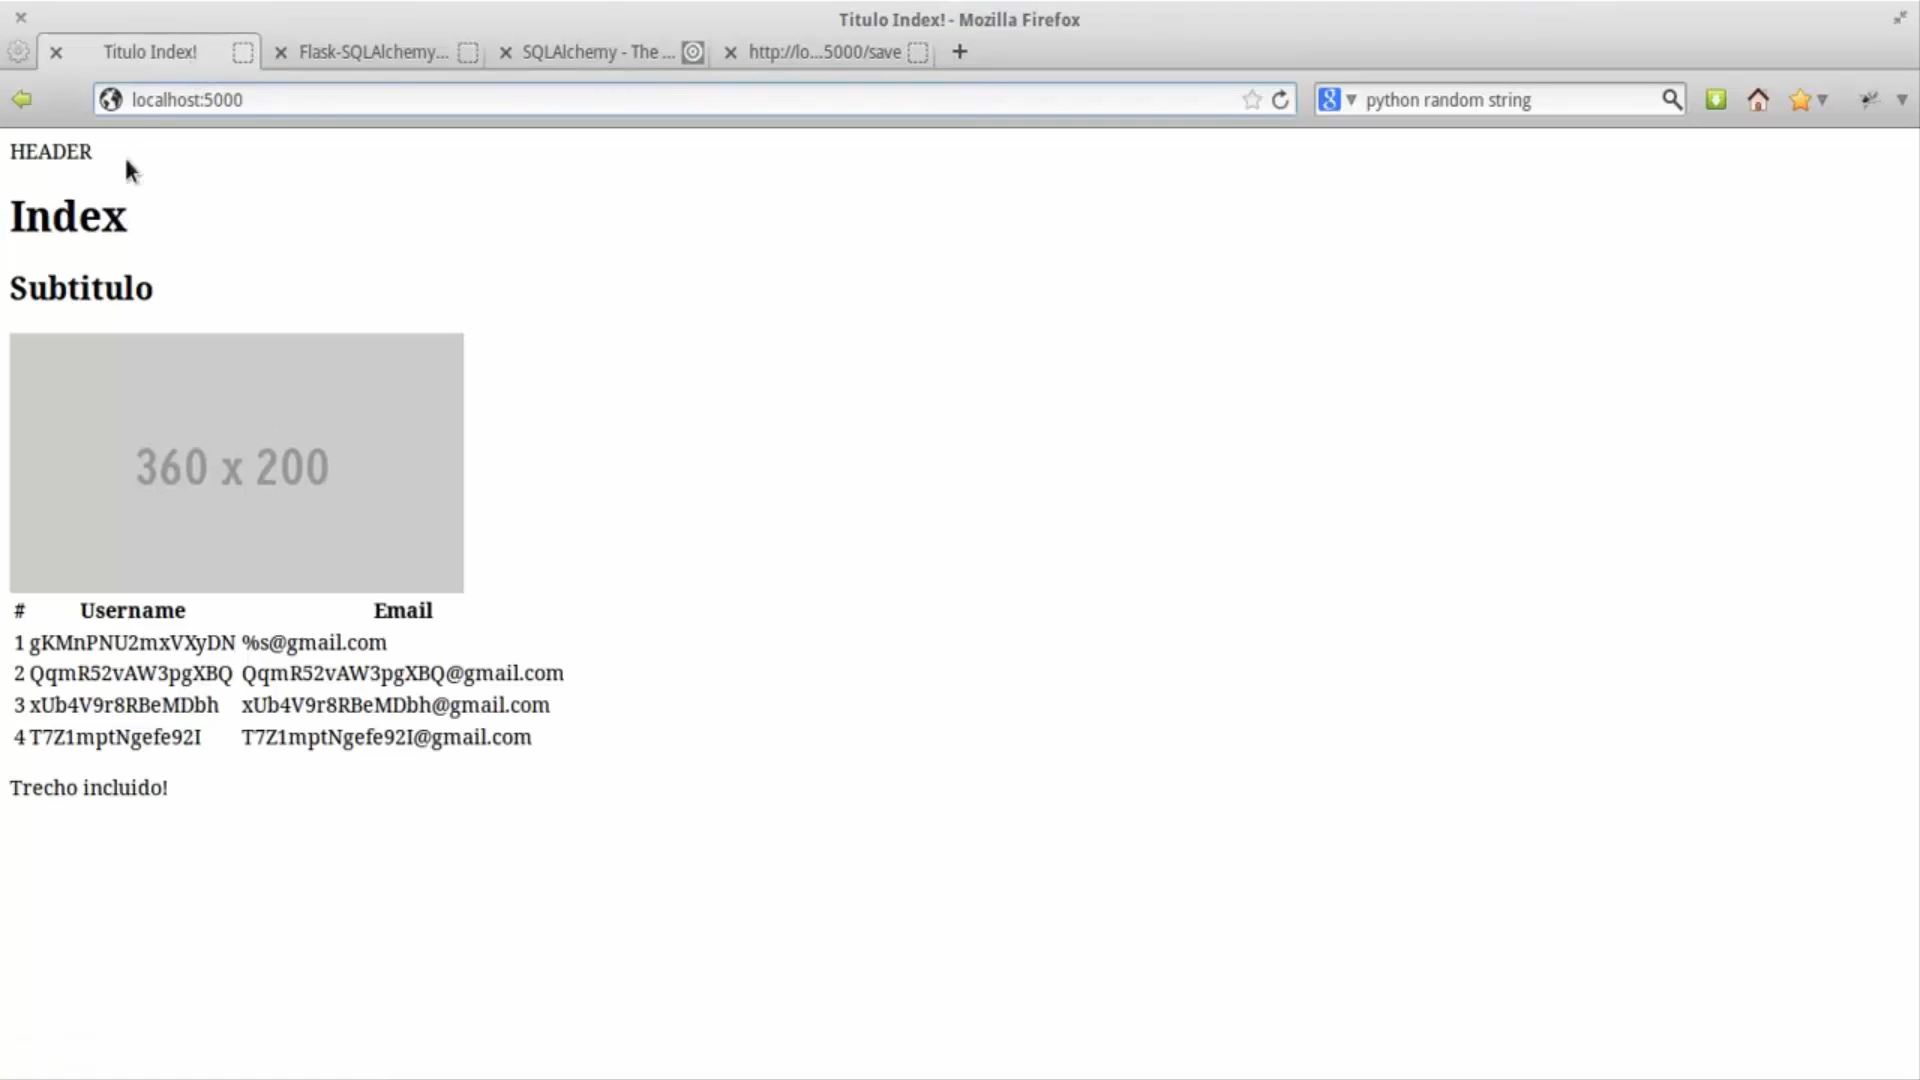 Titulo Index! - Mozilla Firefox
Titulo Index!
Flask-SQLAlchemy...
SQLAlchemy - The ...
http://lo...5000/save
localhost:5000
python random string
HEADER
Index
Subtitulo
360 x 200
# Username Email
1 gKMnPNU2mxVXyDN %s@gmail.com
2 QqmR52vAW3pgXBQ QqmR52vAW3pgXBQ@gmail.com
3 xUb4V9r8RBeMDbh xUb4V9r8RBeMDbh@gmail.com
4 T7Z1mptNgefe92I T7Z1mptNgefe92I@gmail.com
Trecho incluido!